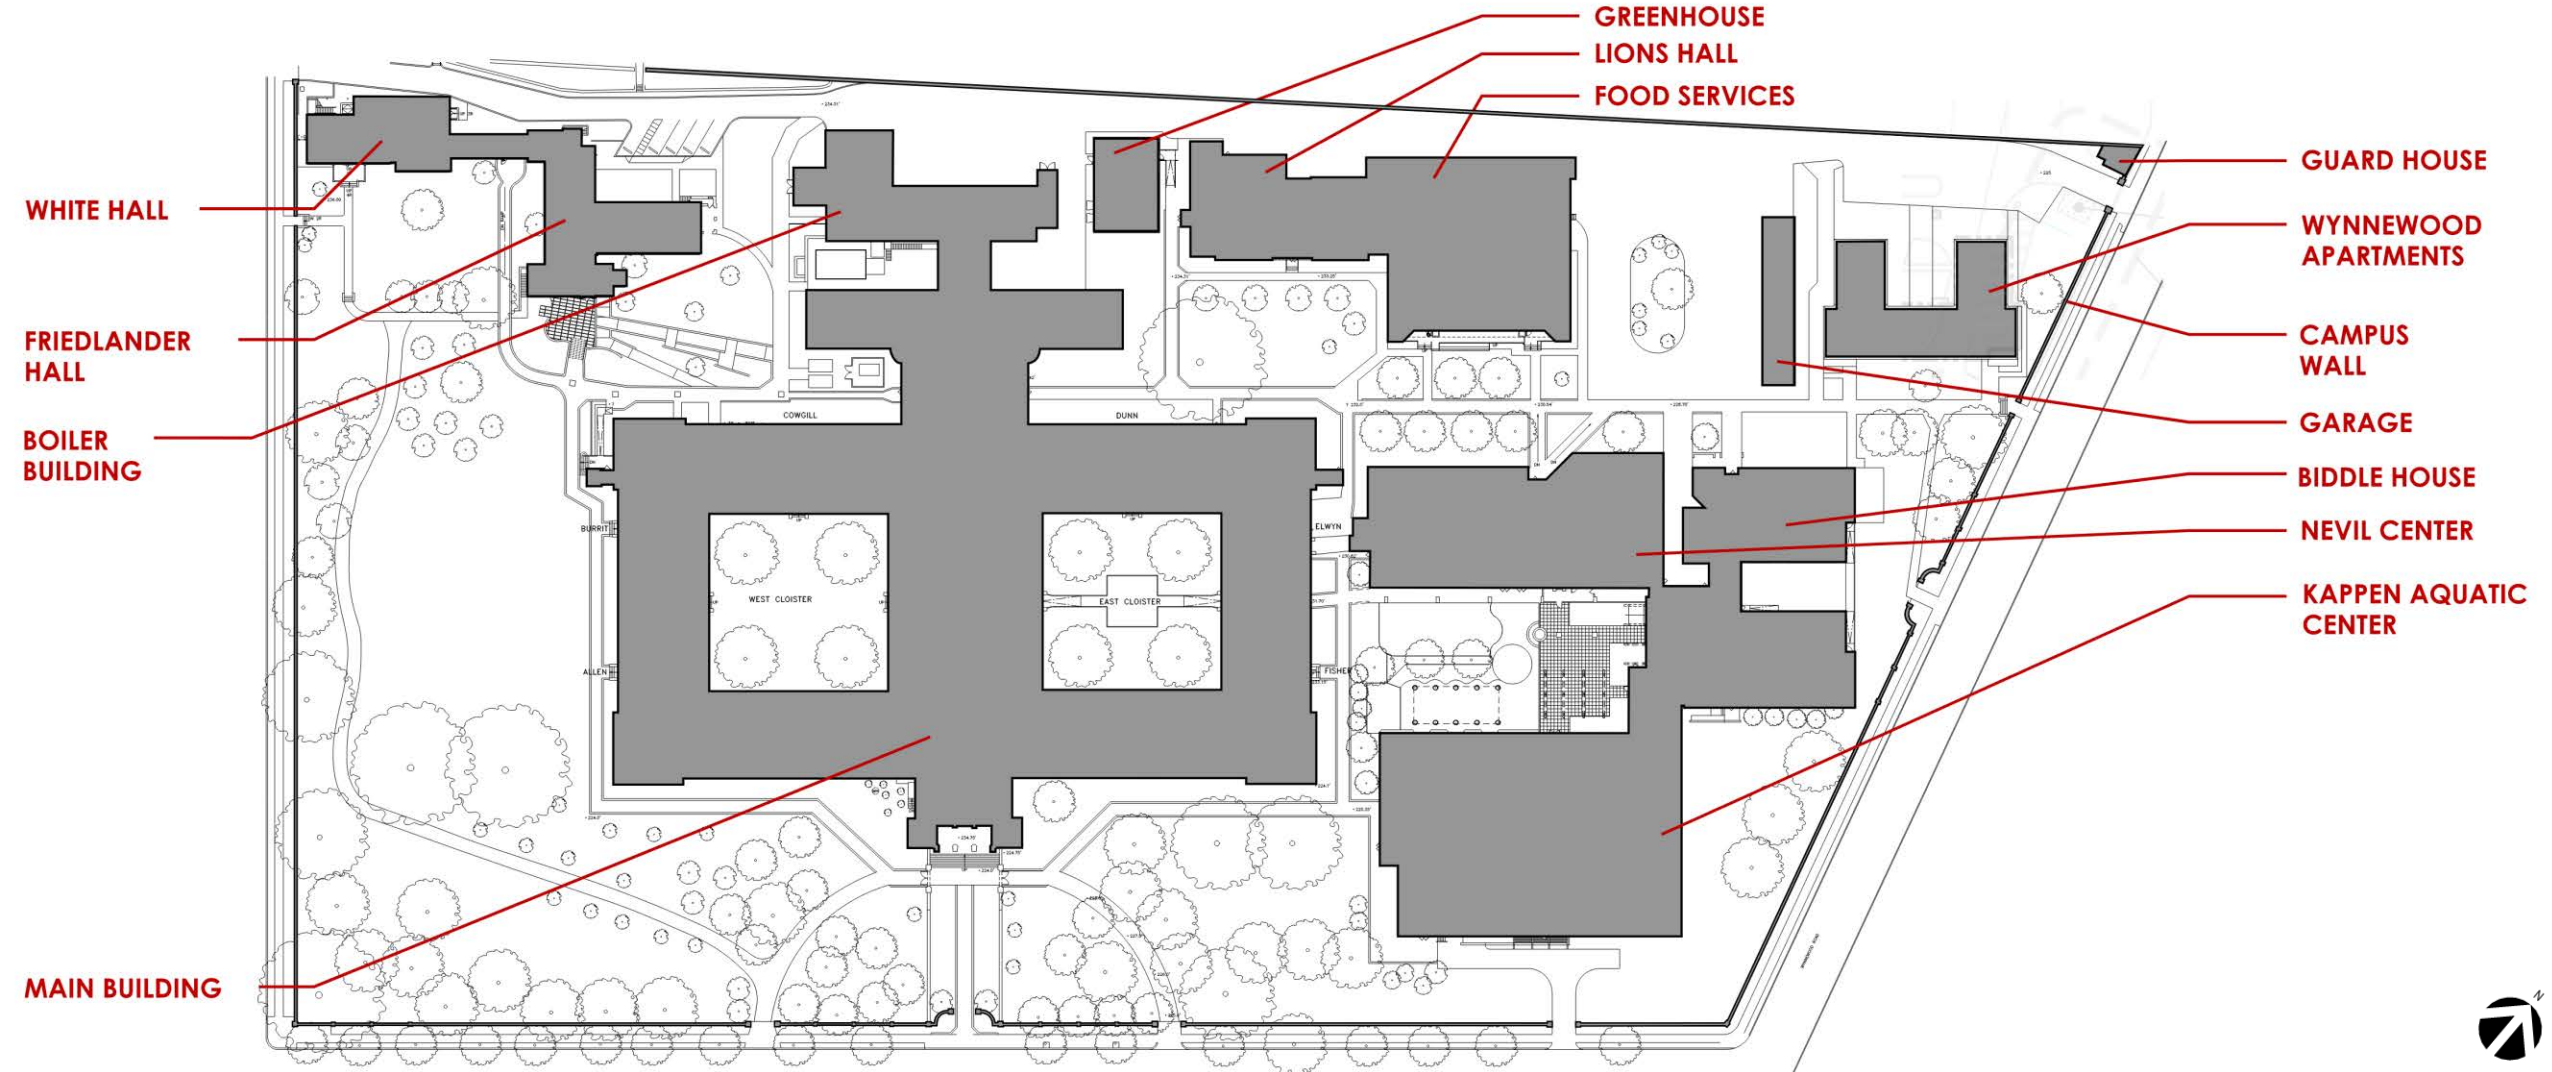 GREENHOUSE
LIONS HALL
FOOD SERVICES
GUARD HOUSE
WHITE HALL
WYNNEWOOD
APARTMENTS
FRIEDLANDER
HALL
CAMPUS
WALL
COWGILL
DUNN
GARAGE
BOILER
BUILDING
BIDDLE HOUSE
BURRIT
ELWYN
NEVIL CENTER
WEST CLOISTER
EAST CLOISTER
KAPPEN AQUATIC
CENTER
ALLEN
FISHER
MAIN BUILDING
N